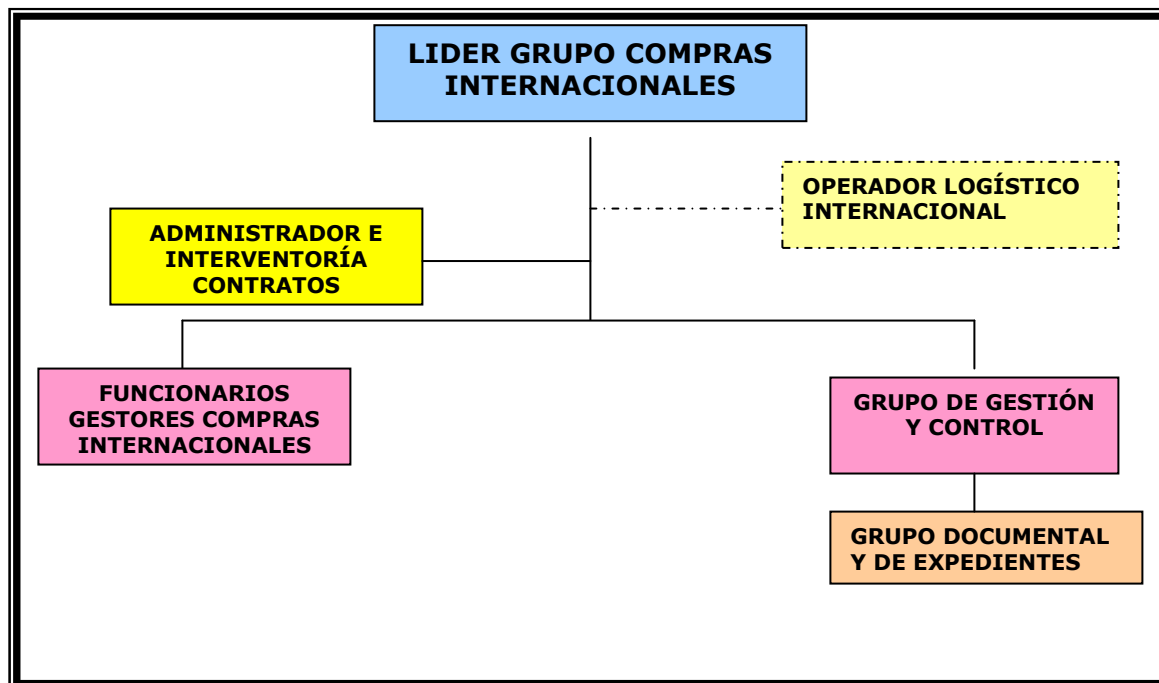 LIDER GRUPO COMPRAS
INTERNACIONALES
OPERADOR LOGÍSTICO
INTERNACIONAL
ADMINISTRADOR E
INTERVENTORÍA
CONTRATOS
FUNCIONARIOS
GESTORES COMPRAS
INTERNACIONALES
GRUPO DE GESTIÓN
Y CONTROL
GRUPO DOCUMENTAL
Y DE EXPEDIENTES